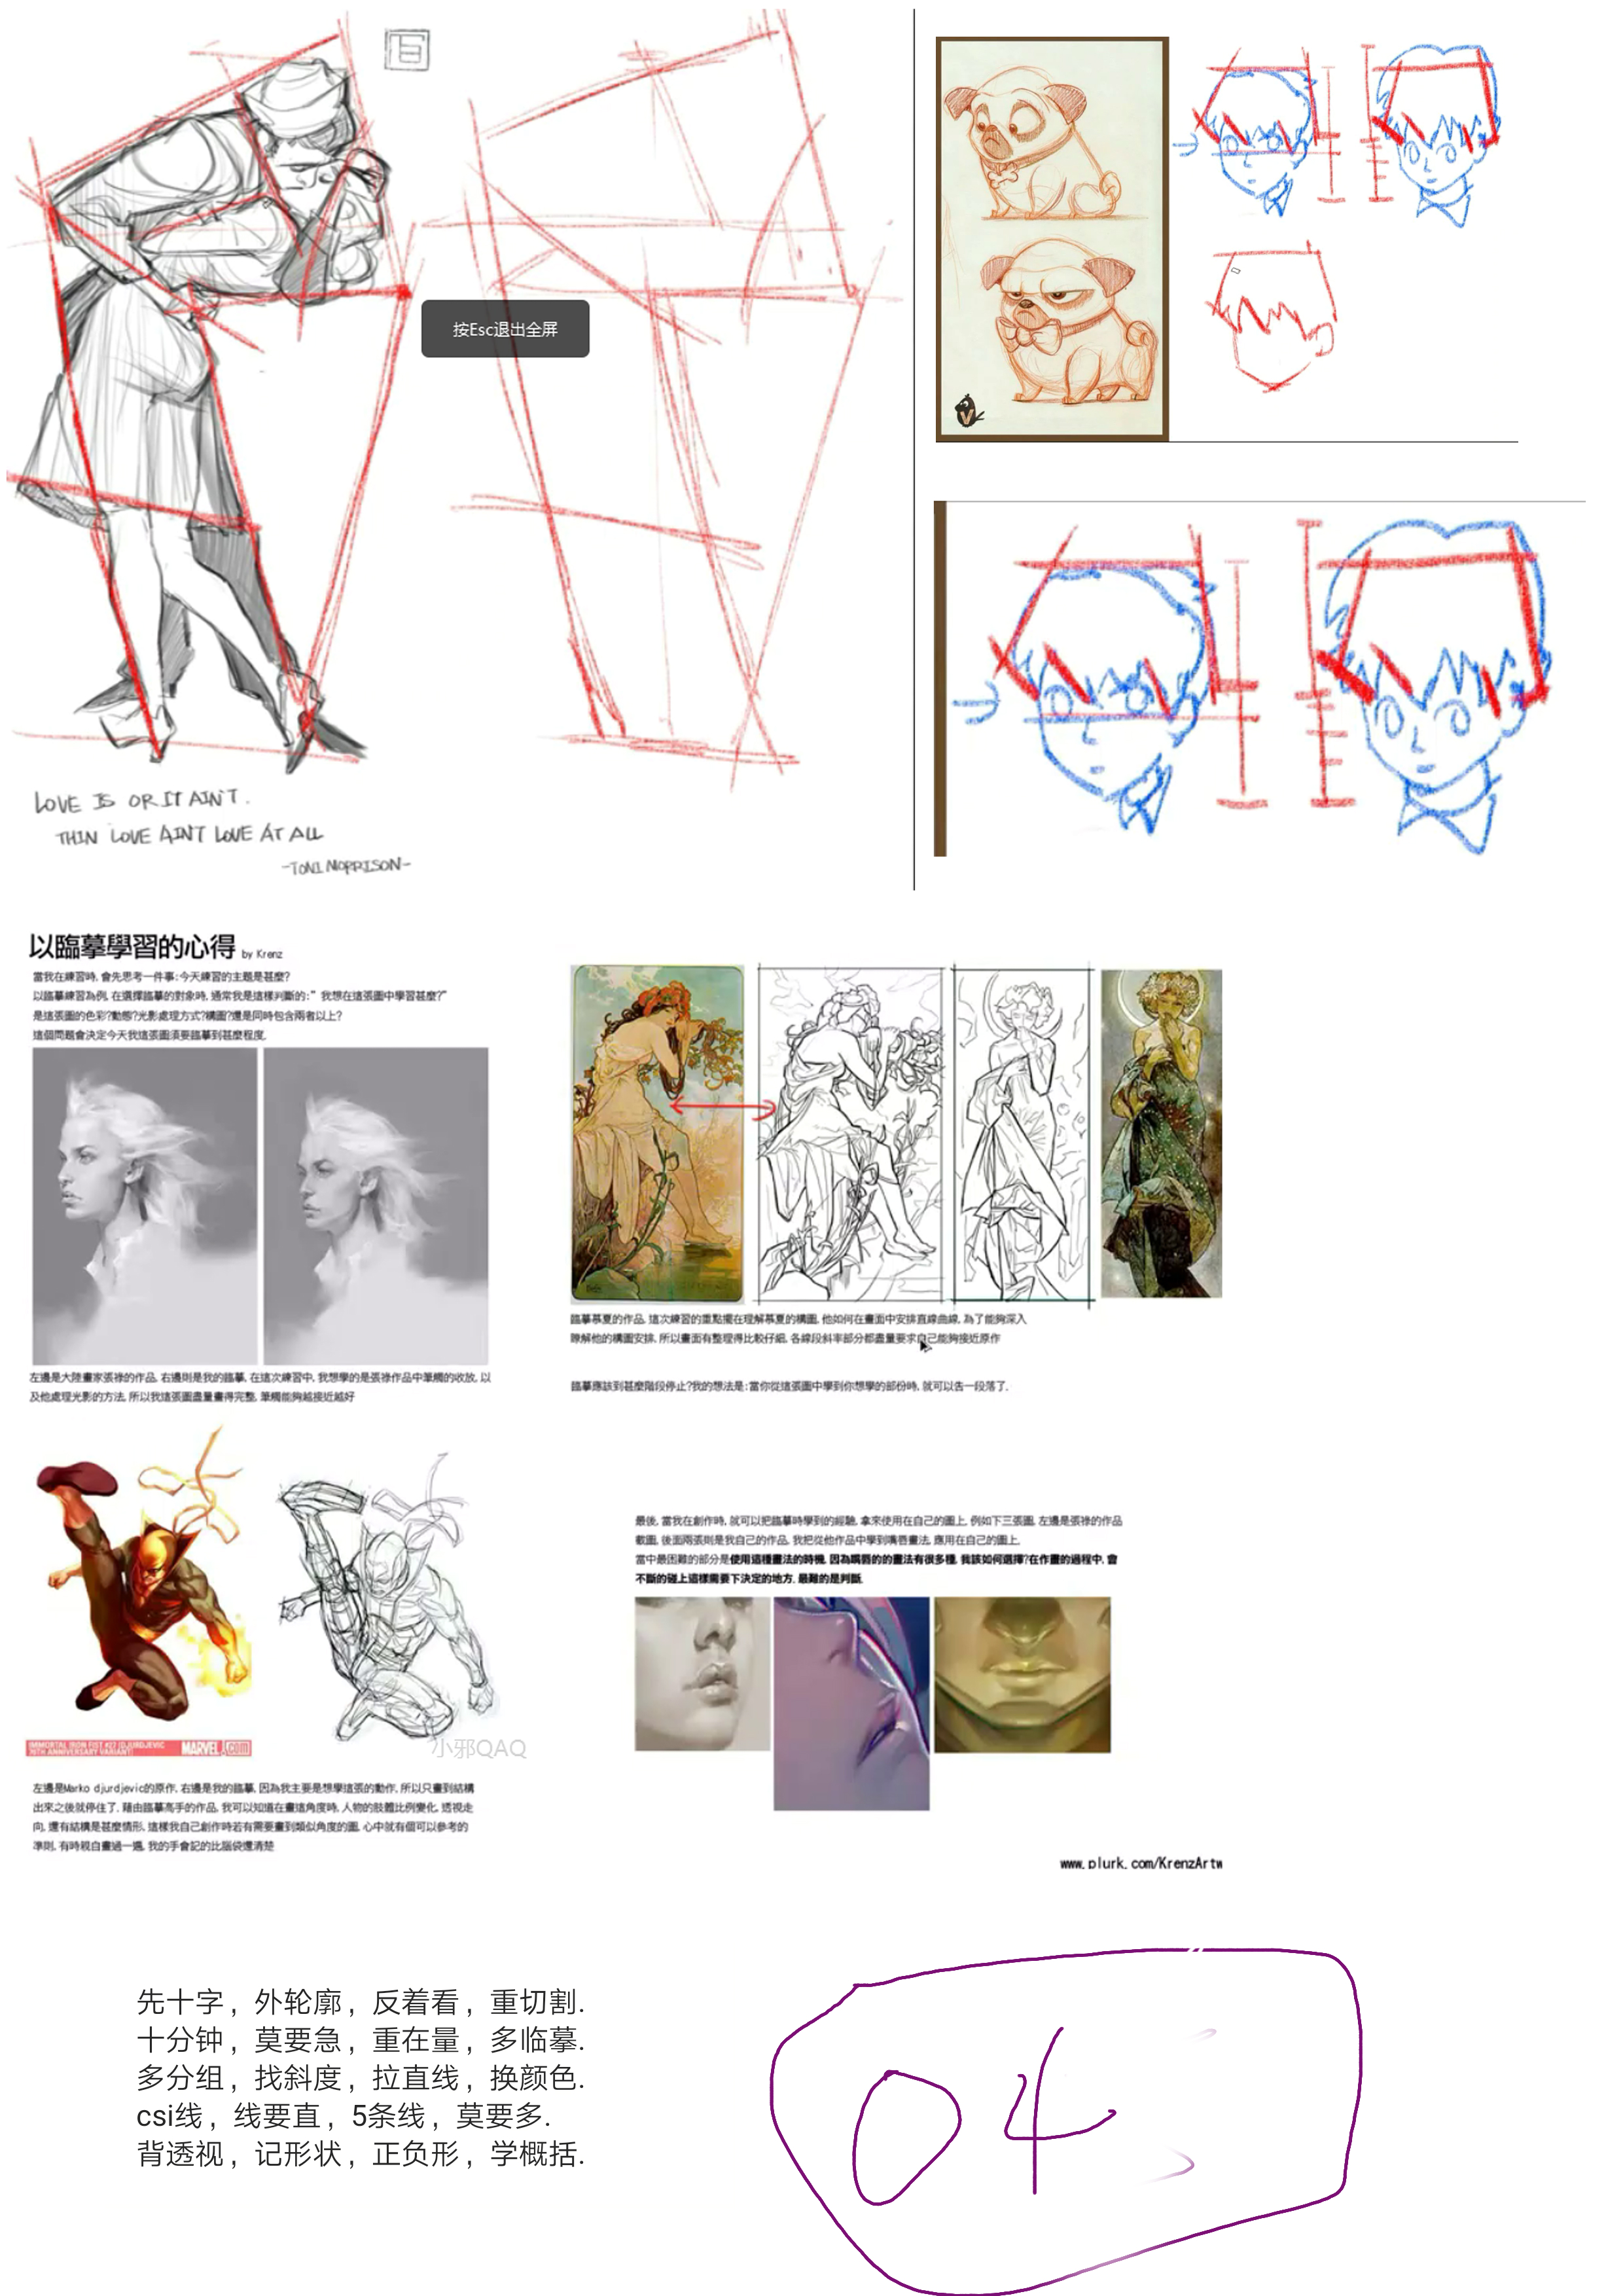 按Esc退出全屏
LOVE IS OR IT AIN'T.
THIN LOVE AIN'T LOVE AT ALL
-TONI MORRISON-
以臨摹學習的心得 by Krenz
當我在練習時, 會先思考一件事:今天練習的主題是甚麼?
以臨摹練習為例, 在選擇臨摹的對象時, 通常我是這樣判斷的:"我想在這張圖中學習甚麼?"
是這張圖的色彩?動態?光影處理方式?構圖?還是同時包含兩者以上?
這個問題會決定今天我這張圖須要臨摹到甚麼程度.
左邊是大陸畫家張祿的作品, 右邊則是我的臨摹, 在這次練習中, 我想學的是張祿作品中筆觸的收放, 以
及他處理光影的方法, 所以我這張圖盡量畫得完整, 筆觸能夠越接近越好
臨摹慕夏的作品, 這次練習的重點擺在理解慕夏的構圖, 他如何在畫面中安排直線曲線, 為了能夠深入
瞭解他的構圖安排, 所以畫面有整理得比較仔細, 各線段斜率部分都盡量要求自己能夠接近原作
臨摹應該到甚麼階段停止?我的想法是:當你從這張圖中學到你想學的部份時, 就可以告一段落了.
IMMORTAL IRON FIST #27 (DJURDJEVIC
70TH ANNIVERSARY VARIANT)
MARVEL.com
小邪QAQ
左邊是Marko djurdjevic的原作, 右邊是我的臨摹, 因為我主要是想學這張的動作, 所以只畫到結構
出來之後就停住了. 藉由臨摹高手的作品, 我可以知道在畫這角度時, 人物的肢體比例變化, 透視走
向, 還有結構是甚麼情形, 這樣我自己創作時若有需要畫到類似角度的圖, 心中就有個可以參考的
準則, 有時親自畫過一遍, 我的手會記的比腦袋還清楚
最後, 當我在創作時, 就可以把臨摹時學到的經驗, 拿來使用在自己的圖上, 例如下三張圖, 左邊是張祿的作品
截圖, 後面兩張則是我自己的作品, 我把從他作品中學到嘴唇畫法, 應用在自己的圖上.
當中最困難的部分是使用這種畫法的時機, 因為嘴唇的的畫法有很多種, 我該如何選擇?在作畫的過程中, 會
不斷的碰上這樣需要下決定的地方, 最難的是判斷.
www.plurk.com/KrenzArtw
先十字，外轮廓，反着看，重切割.
十分钟，莫要急，重在量，多临摹.
多分组，找斜度，拉直线，换颜色.
csi线，线要直，5条线，莫要多.
背透视，记形状，正负形，学概括.
04